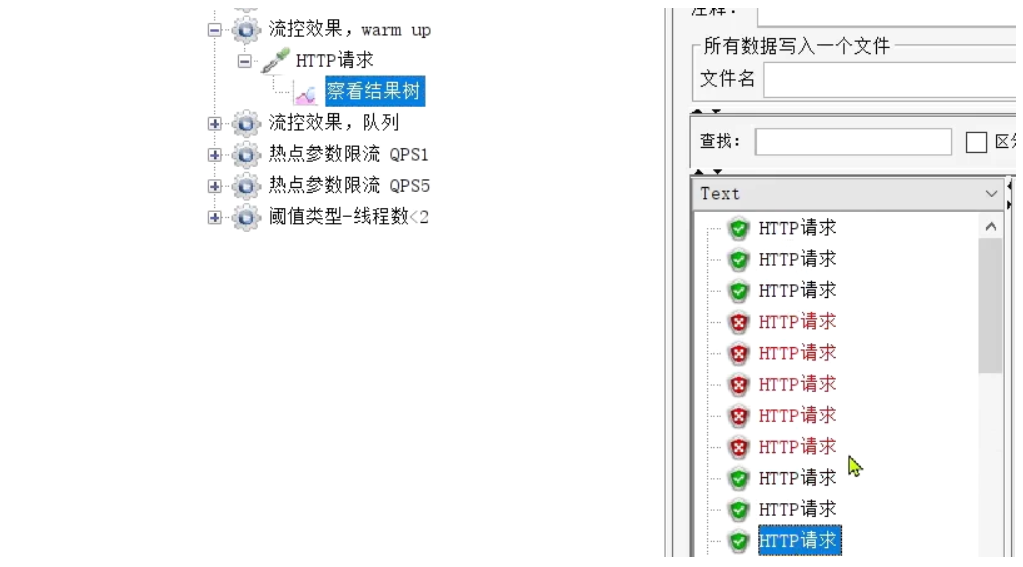 流控效果，warm up
HTTP请求
察看结果树
流控效果，队列
热点参数限流 QPS1
热点参数限流 QPS5
阈值类型-线程数<2
注释：
所有数据写入一个文件
文件名
查找：
区分
Text
HTTP请求
HTTP请求
HTTP请求
HTTP请求
HTTP请求
HTTP请求
HTTP请求
HTTP请求
HTTP请求
HTTP请求
HTTP请求